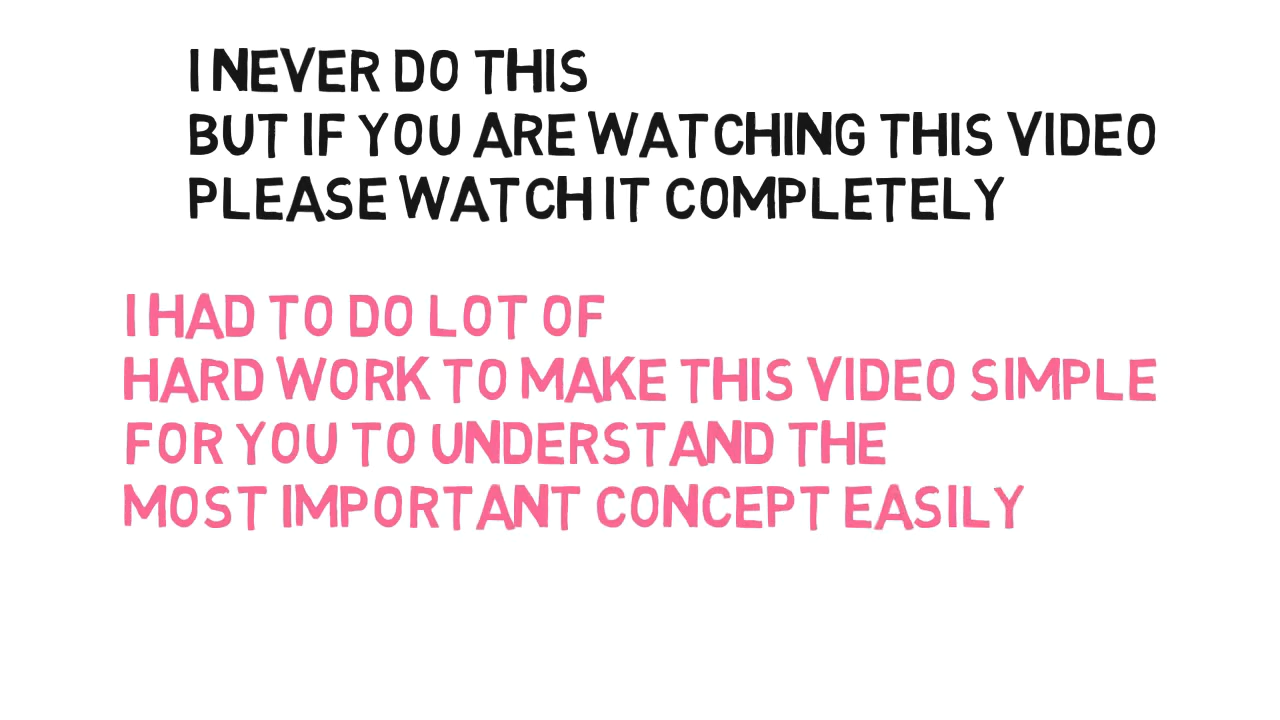 I NEVER DO THIS
BUT IF YOU ARE WATCHING THIS VIDEO
PLEASE WATCH IT COMPLETELY
I HAD TO DO LOT OF
HARD WORK TO MAKE THIS VIDEO SIMPLE
FOR YOU TO UNDERSTAND THE
MOST IMPORTANT CONCEPT EASILY